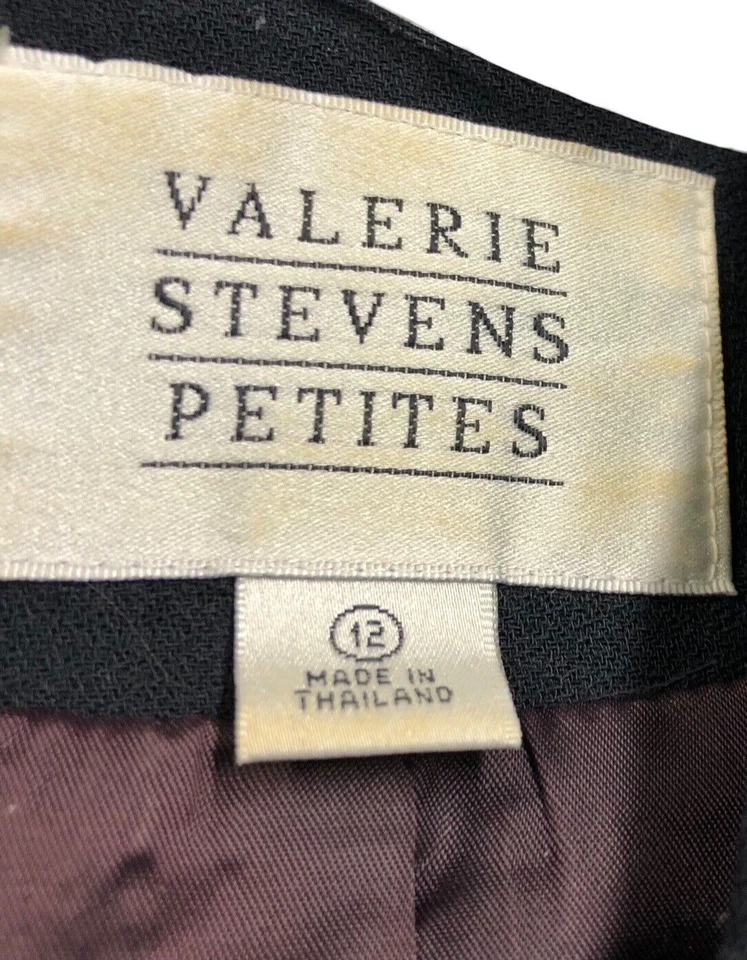 VALERIE
STEVENS
PETITES
12
MADE IN
THAILAND